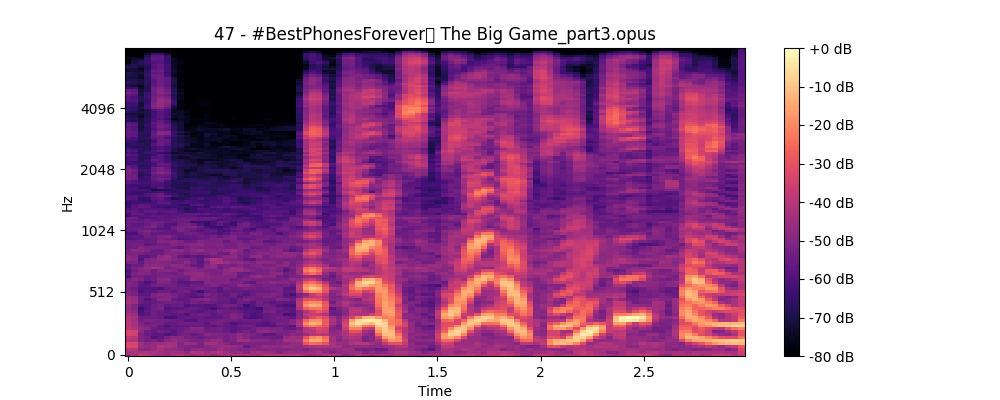 47 - #BestPhonesForever▯ The Big Game_part3.opus
+0 dB
-10 dB
-20 dB
-30 dB
-40 dB
-50 dB
-60 dB
-70 dB
-80 dB
Hz
4096
2048
1024
512
0
0 0.5 1 1.5 2 2.5
Time